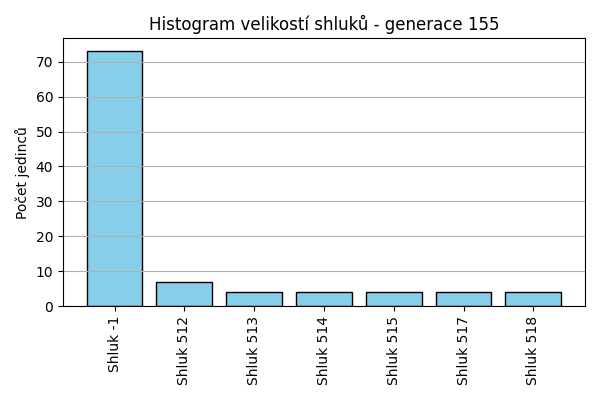 Histogram velikostí shluků - generace 155
Počet jedinců
70
60
50
40
30
20
10
0
Shluk -1
Shluk 512
Shluk 513
Shluk 514
Shluk 515
Shluk 517
Shluk 518